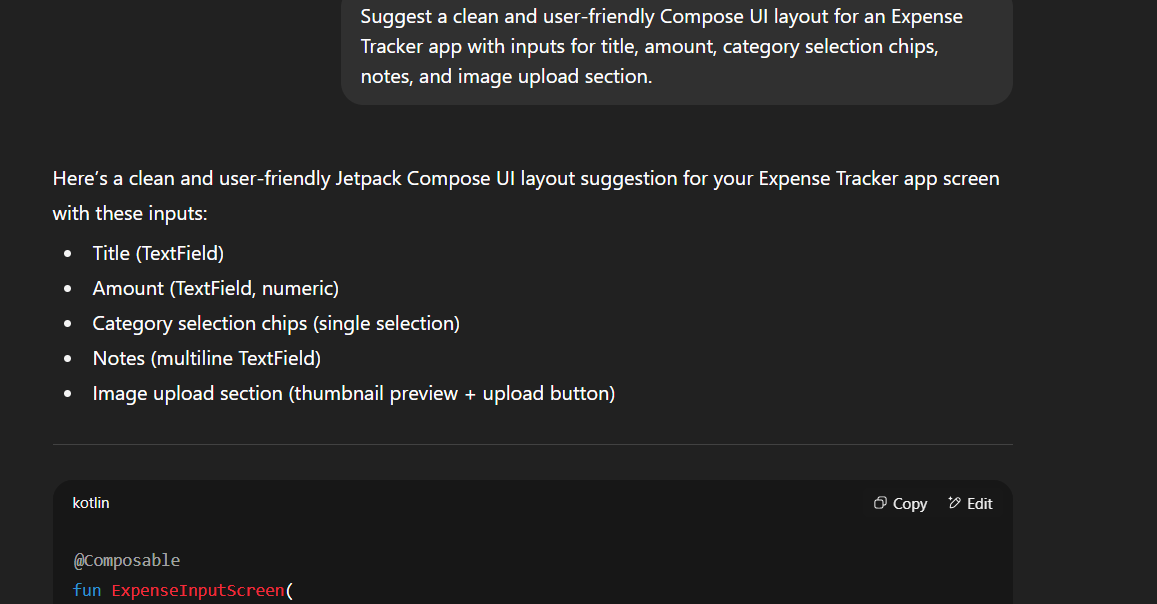 Suggest a clean and user-friendly Compose UI layout for an Expense
Tracker app with inputs for title, amount, category selection chips,
notes, and image upload section.
Here’s a clean and user-friendly Jetpack Compose UI layout suggestion for your Expense Tracker app screen
with these inputs:
• Title (TextField)
• Amount (TextField, numeric)
• Category selection chips (single selection)
• Notes (multiline TextField)
• Image upload section (thumbnail preview + upload button)
kotlin Copy Edit
@Composable
fun ExpenseInputScreen(